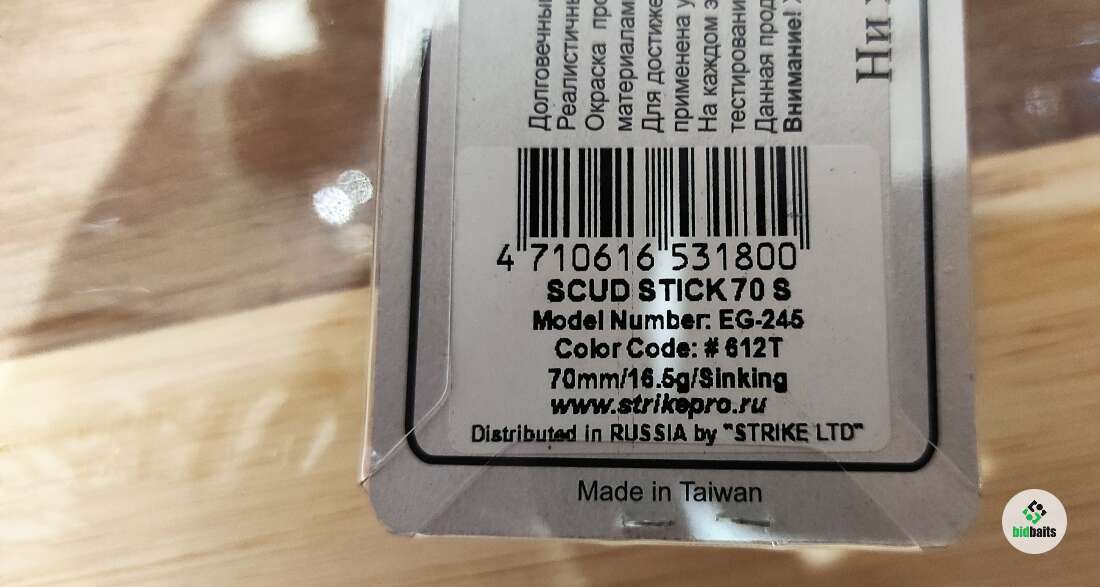 Долговечный
Реалистичн
Окраска про
материалам
Для достиже
применена у
На каждом э
тестировани
Данная прод
Внимание!
Ни
4 710616 531800
SCUD STICK 70 S
Model Number: EG-245
Color Code: # 612T
70mm/16.5g/Sinking
www.strikepro.ru
Distributed in RUSSIA by "STRIKE LTD"
Made in Taiwan
bidbaits